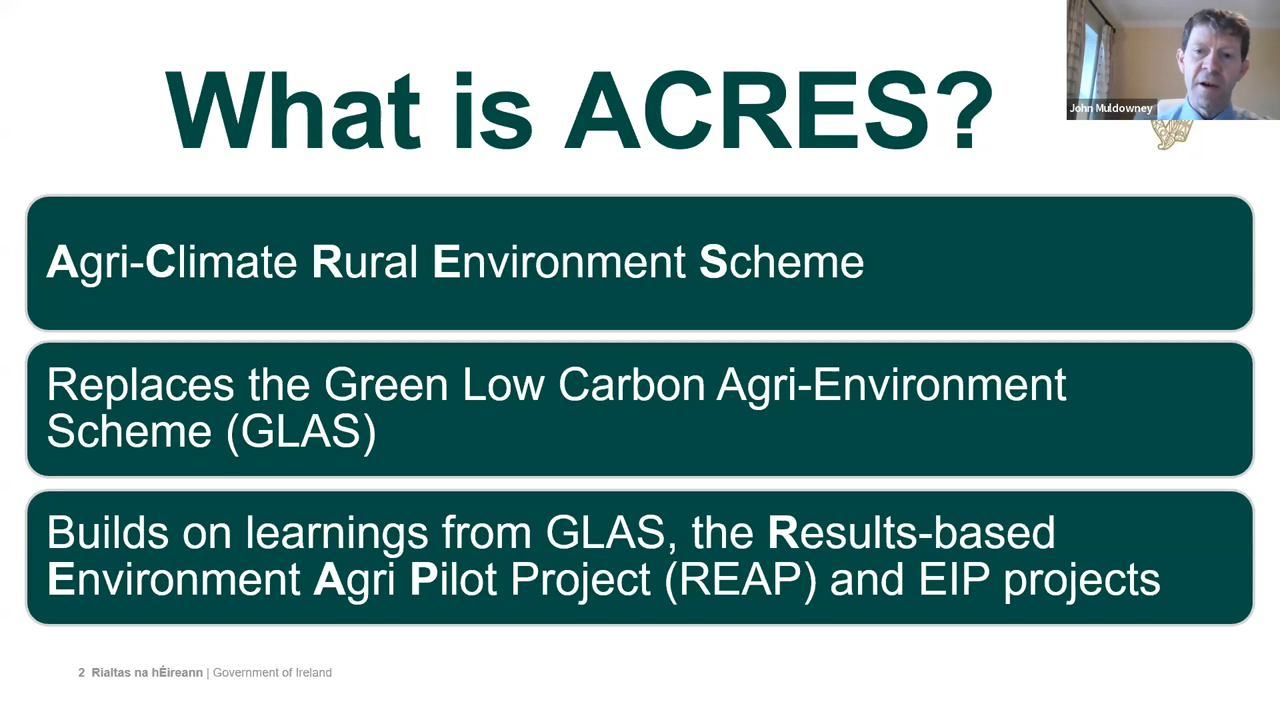 What is ACRES?
John Muldowney
Agri-Climate Rural Environment Scheme
Replaces the Green Low Carbon Agri-Environment
Scheme (GLAS)
Builds on learnings from GLAS, the Results-based
Environment Agri Pilot Project (REAP) and EIP projects
2 Rialtas na hÉireann | Government of Ireland